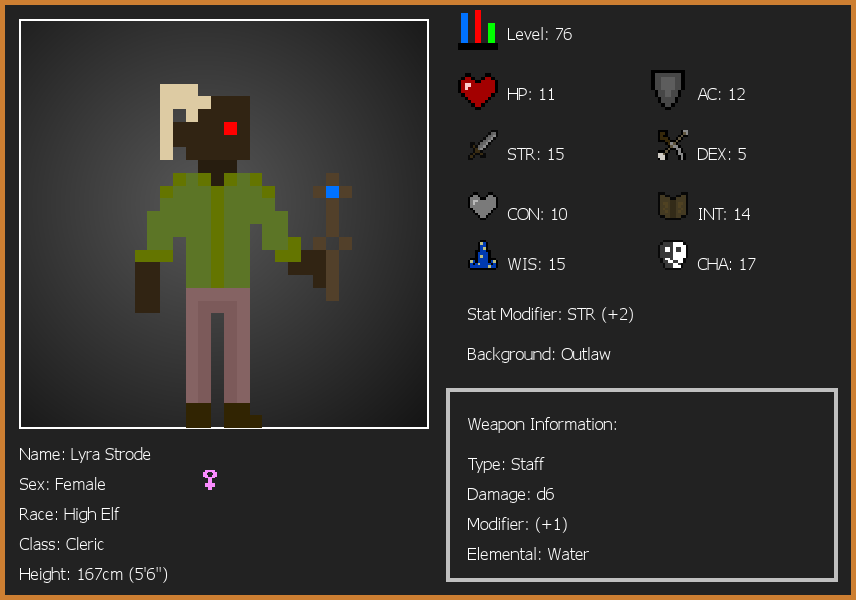 Level: 76
HP: 11
AC: 12
STR: 15
DEX: 5
CON: 10
INT: 14
WIS: 15
CHA: 17
Stat Modifier: STR (+2)
Background: Outlaw
Weapon Information:
Type: Staff
Damage: d6
Modifier: (+1)
Elemental: Water
Name: Lyra Strode
Sex: Female
Race: High Elf
Class: Cleric
Height: 167cm (5'6")